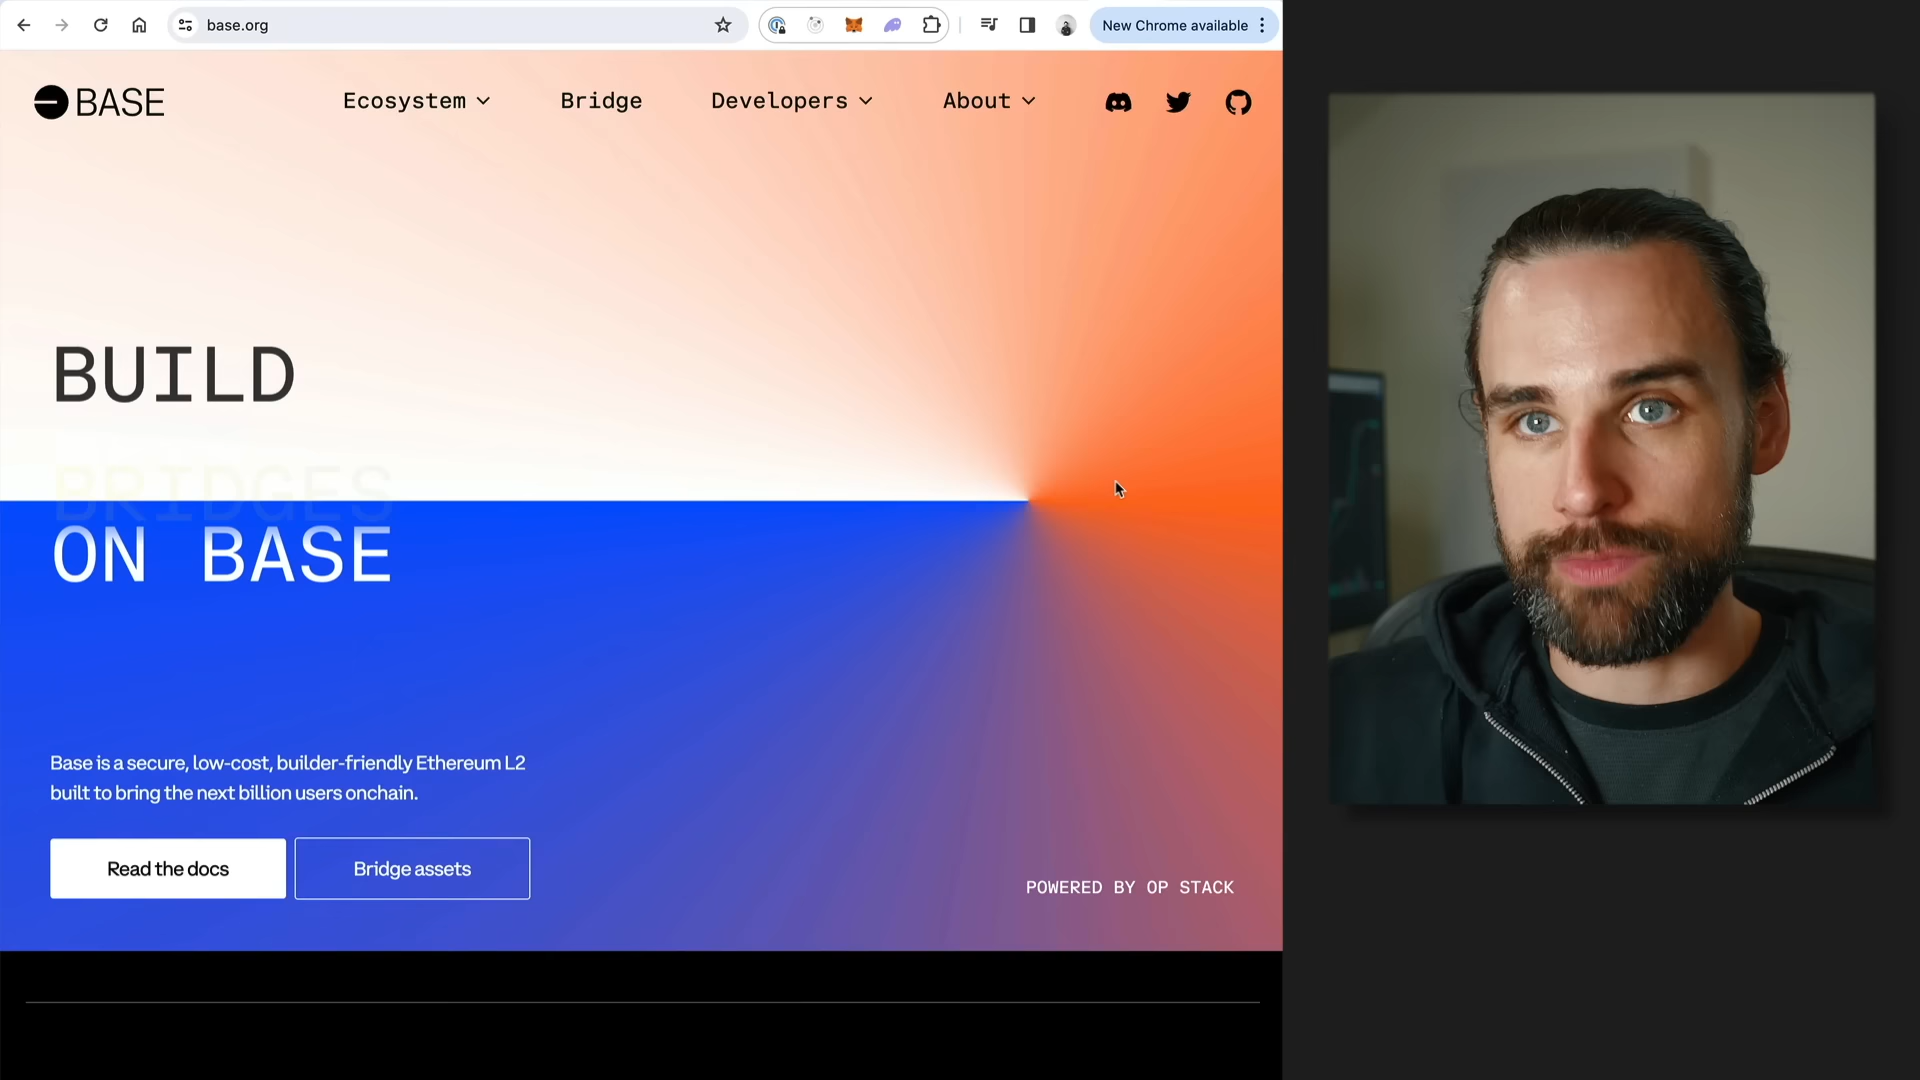 base.org
New Chrome available
BASE
Ecosystem
Bridge
Developers
About
BUILD
BRIDGES
ON BASE
Base is a secure, low-cost, builder-friendly Ethereum L2
built to bring the next billion users onchain.
Read the docs
Bridge assets
POWERED BY OP STACK